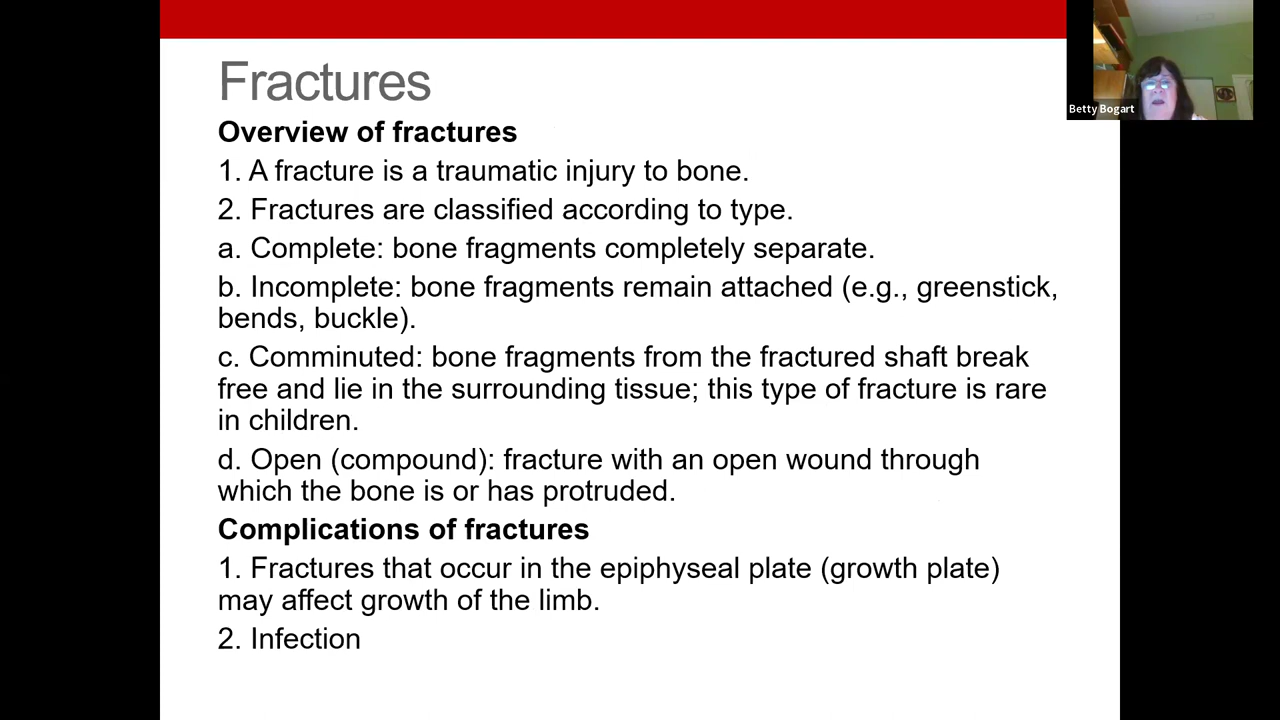 Fractures
Betty Bogart
Overview of fractures
1. A fracture is a traumatic injury to bone.
2. Fractures are classified according to type.
a. Complete: bone fragments completely separate.
b. Incomplete: bone fragments remain attached (e.g., greenstick,
bends, buckle).
c. Comminuted: bone fragments from the fractured shaft break
free and lie in the surrounding tissue; this type of fracture is rare
in children.
d. Open (compound): fracture with an open wound through
which the bone is or has protruded.
Complications of fractures
1. Fractures that occur in the epiphyseal plate (growth plate)
may affect growth of the limb.
2. Infection